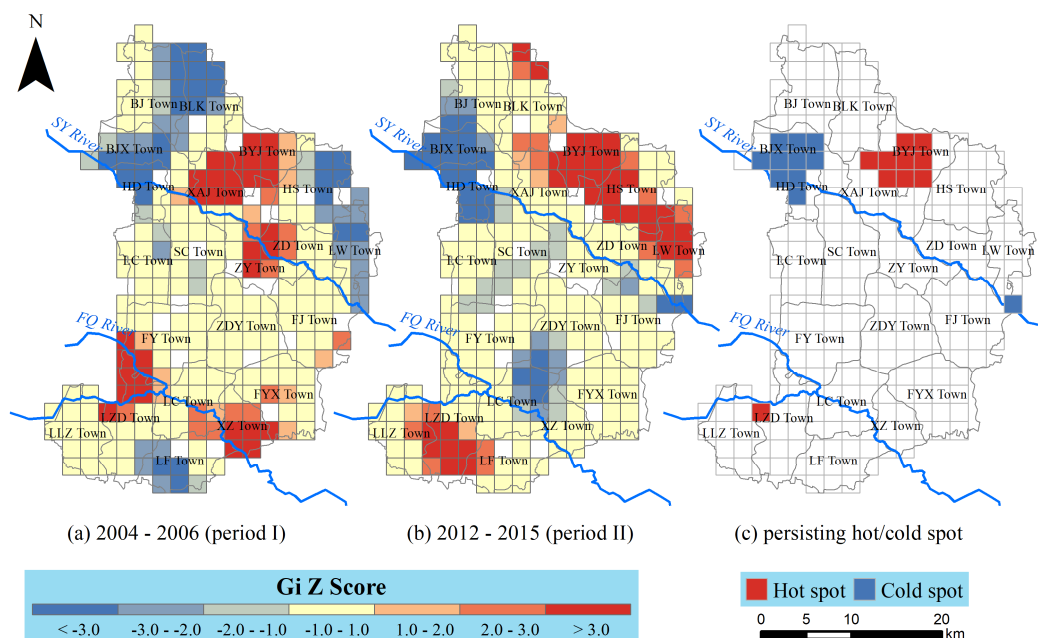 N
BJ Town
BLK Town
SY River
BJX Town
BYJ Town
HD Town
XAJ Town
HS Town
SC Town
LC Town
ZD Town
LW Town
ZY Town
FQ River
ZDY Town
FJ Town
FY Town
LC Town
FYX Town
LZD Town
XZ Town
LLZ Town
LF Town
(a) 2004 - 2006 (period I)
BJ Town
BLK Town
SY River
BJX Town
BYJ Town
HD Town
XAJ Town
HS Town
SC Town
LC Town
ZD Town
LW Town
ZY Town
FQ River
ZDY Town
FJ Town
FY Town
LC Town
FYX Town
LZD Town
XZ Town
LLZ Town
LF Town
(b) 2012 - 2015 (period II)
BJ Town
BLK Town
SY River
BJX Town
BYJ Town
HD Town
XAJ Town
HS Town
SC Town
LC Town
ZD Town
LW Town
ZY Town
FQ River
ZDY Town
FJ Town
FY Town
LC Town
FYX Town
LZD Town
XZ Town
LLZ Town
LF Town
(c) persisting hot/cold spot
Gi Z Score
< -3.0 -3.0 - -2.0 -2.0 - -1.0 -1.0 - 1.0 1.0 - 2.0 2.0 - 3.0 > 3.0
Hot spot Cold spot
0 5 10 20
km